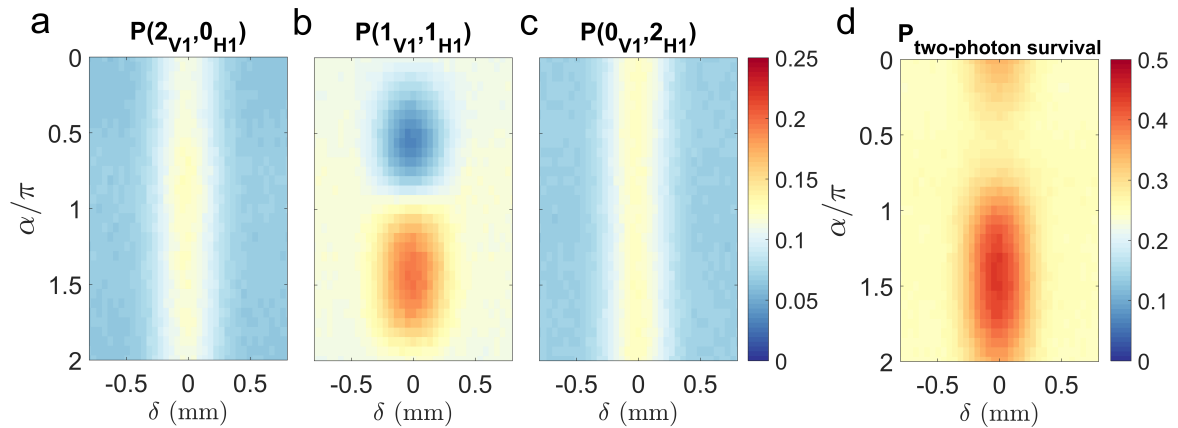 a
P(2V1,0H1)
b
P(1V1,1H1)
c
P(0V1,2H1)
d
Ptwo-photon survival
0
0.5
1
1.5
2
α/π
-0.5
0
0.5
δ (mm)
-0.5
0
0.5
δ (mm)
-0.5
0
0.5
δ (mm)
0.25
0.2
0.15
0.1
0.05
0
0
0.5
1
1.5
2
α/π
-0.5
0
0.5
δ (mm)
0.5
0.4
0.3
0.2
0.1
0